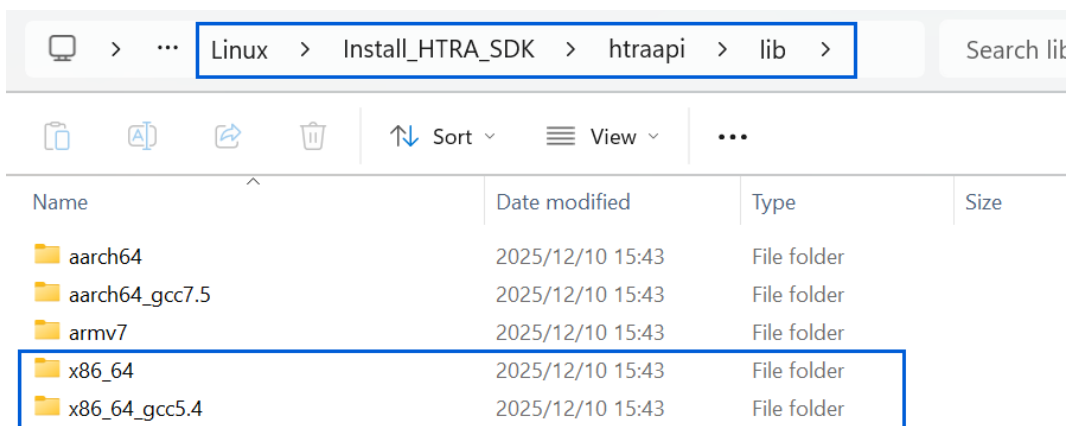 > ... Linux > Install_HTRA_SDK > htraapi > lib > Search lib
Sort View ...
Name Date modified Type Size
aarch64 2025/12/10 15:43 File folder
aarch64_gcc7.5 2025/12/10 15:43 File folder
armv7 2025/12/10 15:43 File folder
x86_64 2025/12/10 15:43 File folder
x86_64_gcc5.4 2025/12/10 15:43 File folder